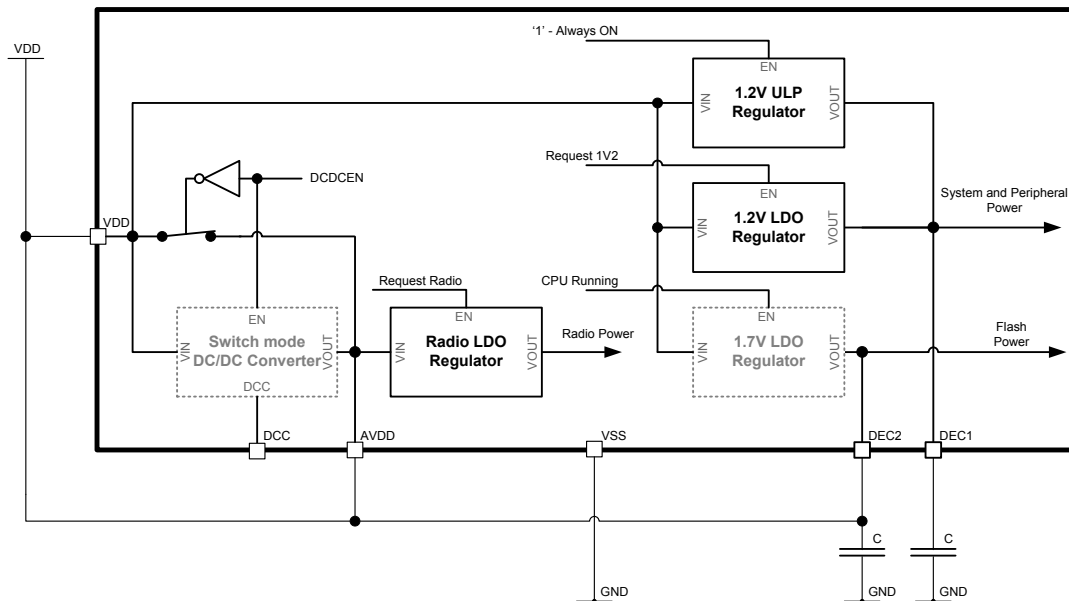 '1' - Always ON
VDD
EN
VIN
1.2V ULP
Regulator
VOUT
Request 1V2
EN
VIN
1.2V LDO
Regulator
VOUT
System and Peripheral
Power
DCDCEN
VDD
Request Radio
CPU Running
EN
VIN
Switch mode
DC/DC Converter
VOUT
DCC
EN
VIN
Radio LDO
Regulator
VOUT
Radio Power
EN
VIN
1.7V LDO
Regulator
VOUT
Flash
Power
DCC
AVDD
VSS
DEC2
DEC1
C
C
GND
GND
GND